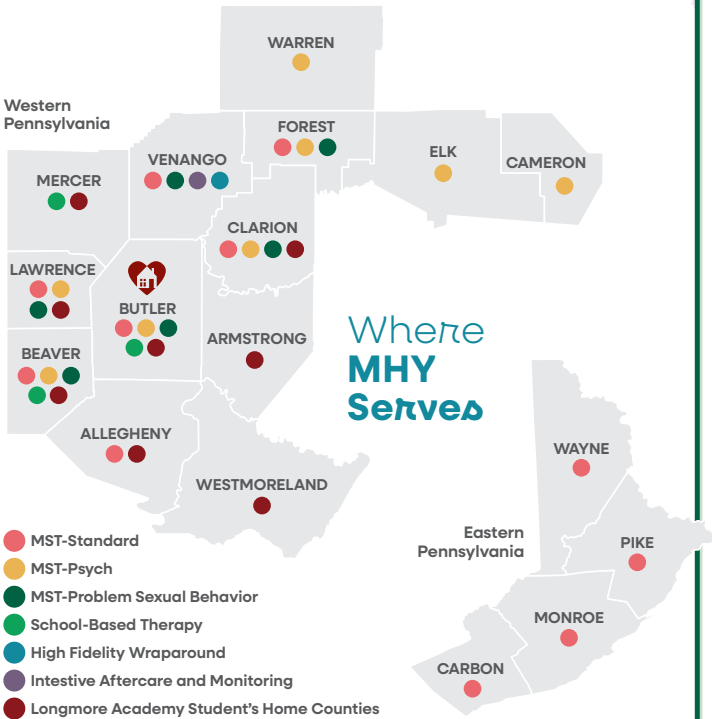 WARREN
Western
Pennsylvania
FOREST
VENANGO
ELK
CAMERON
MERCER
CLARION
LAWRENCE
BUTLER
ARMSTRONG
BEAVER
Where
MHY
Serves
ALLEGHENY
WESTMORELAND
WAYNE
Eastern
Pennsylvania
PIKE
MONROE
CARBON
MST-Standard
MST-Psych
MST-Problem Sexual Behavior
School-Based Therapy
High Fidelity Wraparound
Intestive Aftercare and Monitoring
Longmore Academy Student's Home Counties